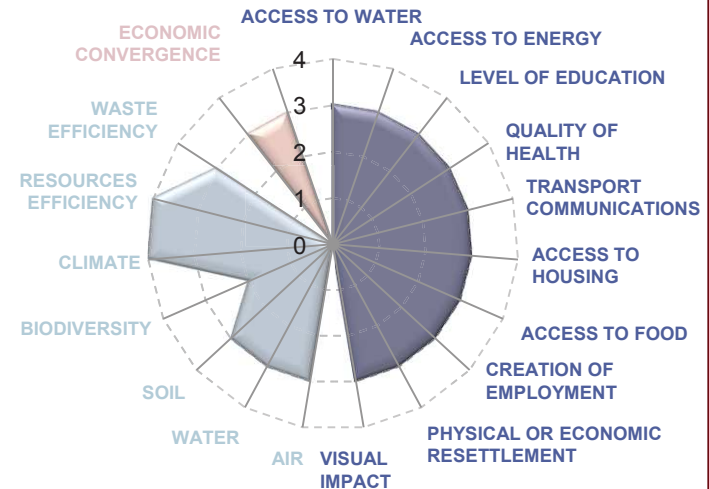 ACCESS TO WATER
ACCESS TO ENERGY
LEVEL OF EDUCATION
QUALITY OF
HEALTH
TRANSPORT
COMMUNICATIONS
ACCESS TO
HOUSING
ACCESS TO FOOD
CREATION OF
EMPLOYMENT
PHYSICAL OR ECONOMIC
RESETTLEMENT
VISUAL
IMPACT
AIR
WATER
SOIL
BIODIVERSITY
CLIMATE
RESOURCES
EFFICIENCY
WASTE
EFFICIENCY
ECONOMIC
CONVERGENCE
4
3
2
1
0